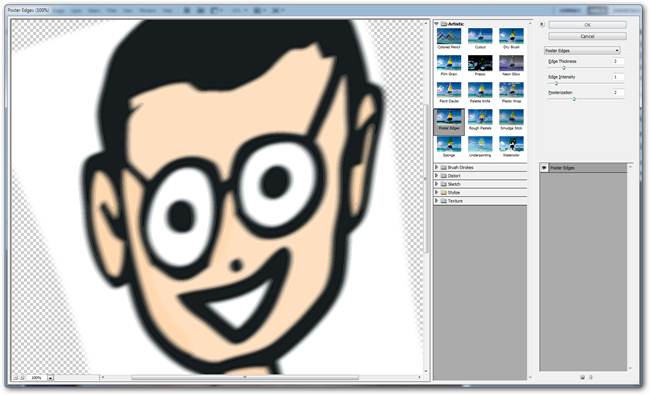 Poster Edges (100%)
Artistic
Colored Pencil Cutout Dry Brush
Film Grain Fresco Neon Glow
Paint Daubs Palette Knife Plastic Wrap
Poster Edges Rough Pastels Smudge Stick
Sponge Underpainting Watercolor
Brush Strokes
Distort
Sketch
Stylize
Texture
100%
OK
Cancel
Poster Edges
Edge Thickness 2
Edge Intensity 1
Posterization 2
Poster Edges